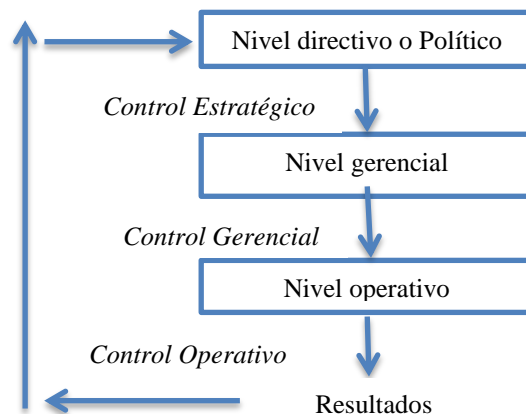 Nivel directivo o Político
Control Estratégico
Nivel gerencial
Control Gerencial
Nivel operativo
Control Operativo
Resultados